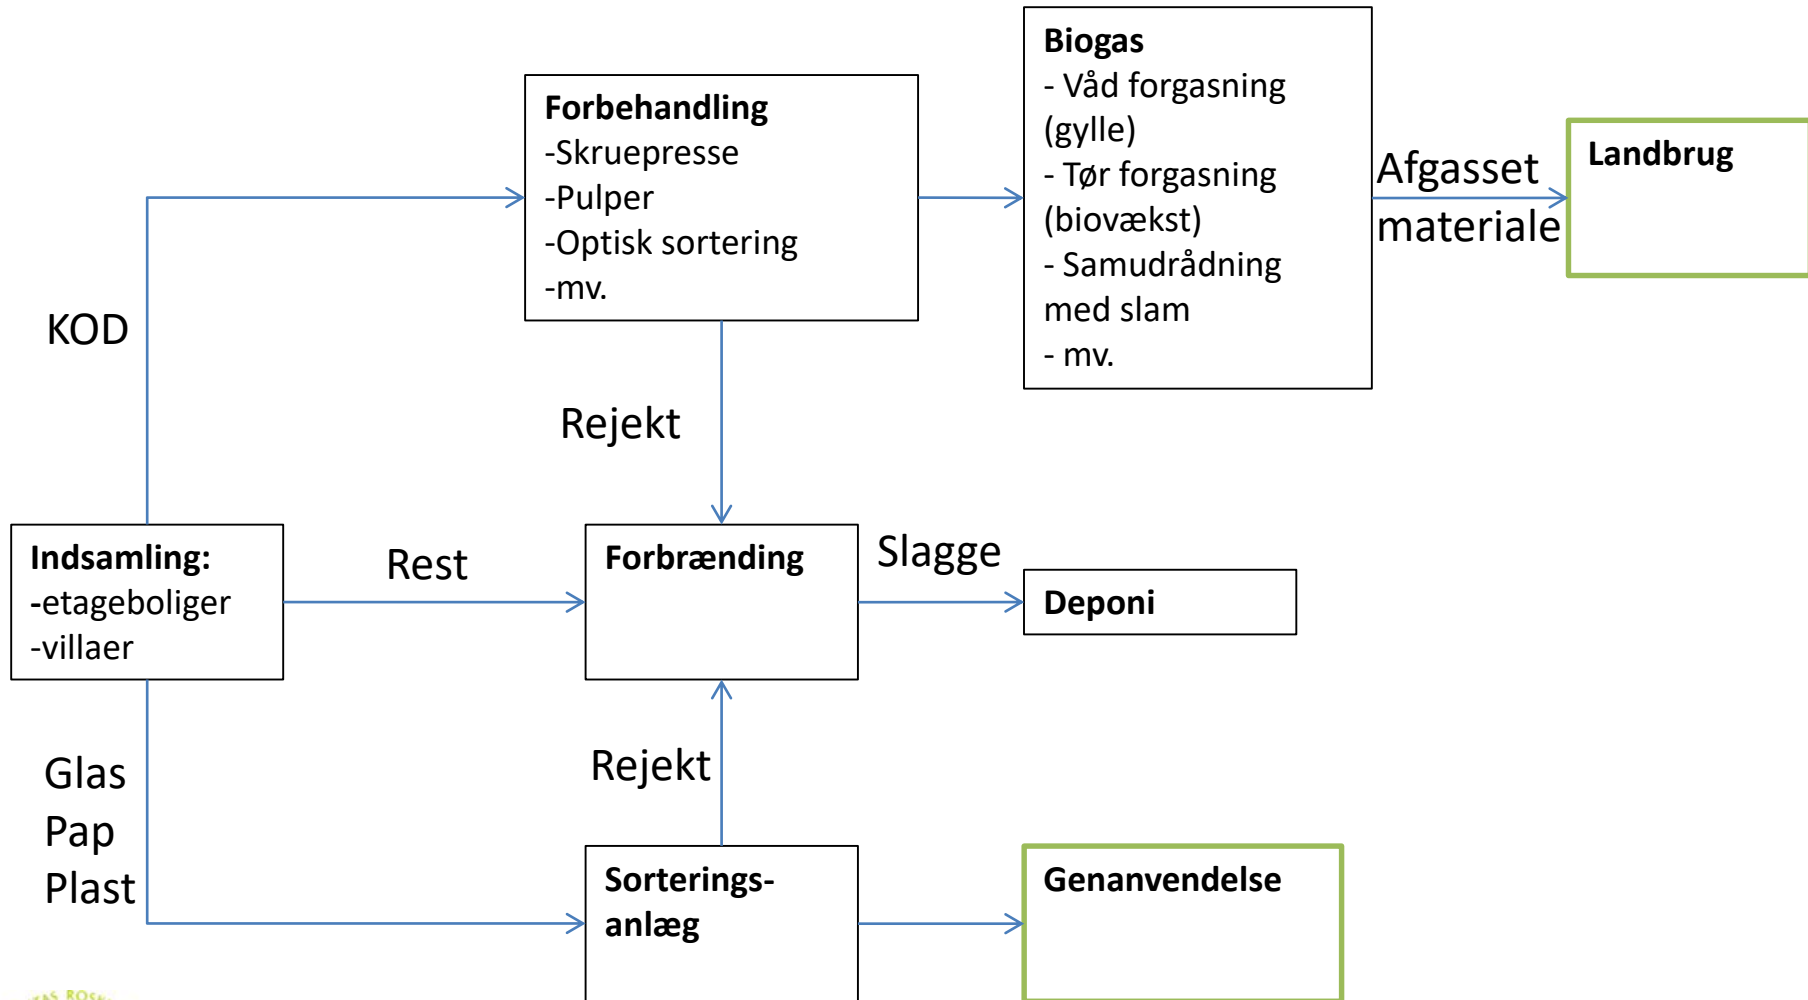 Forbehandling
-Skruepresse
-Pulper
-Optisk sortering
-mv.
Biogas
- Våd forgasning
(gylle)
- Tør forgasning
(biovækst)
- Samudrådning
med slam
- mv.
Afgasset
materiale
Landbrug
KOD
Rejekt
Indsamling:
-etageboliger
-villaer
Rest
Forbrænding
Slagge
Deponi
Glas
Pap
Plast
Rejekt
Sorterings-
anlæg
Genanvendelse